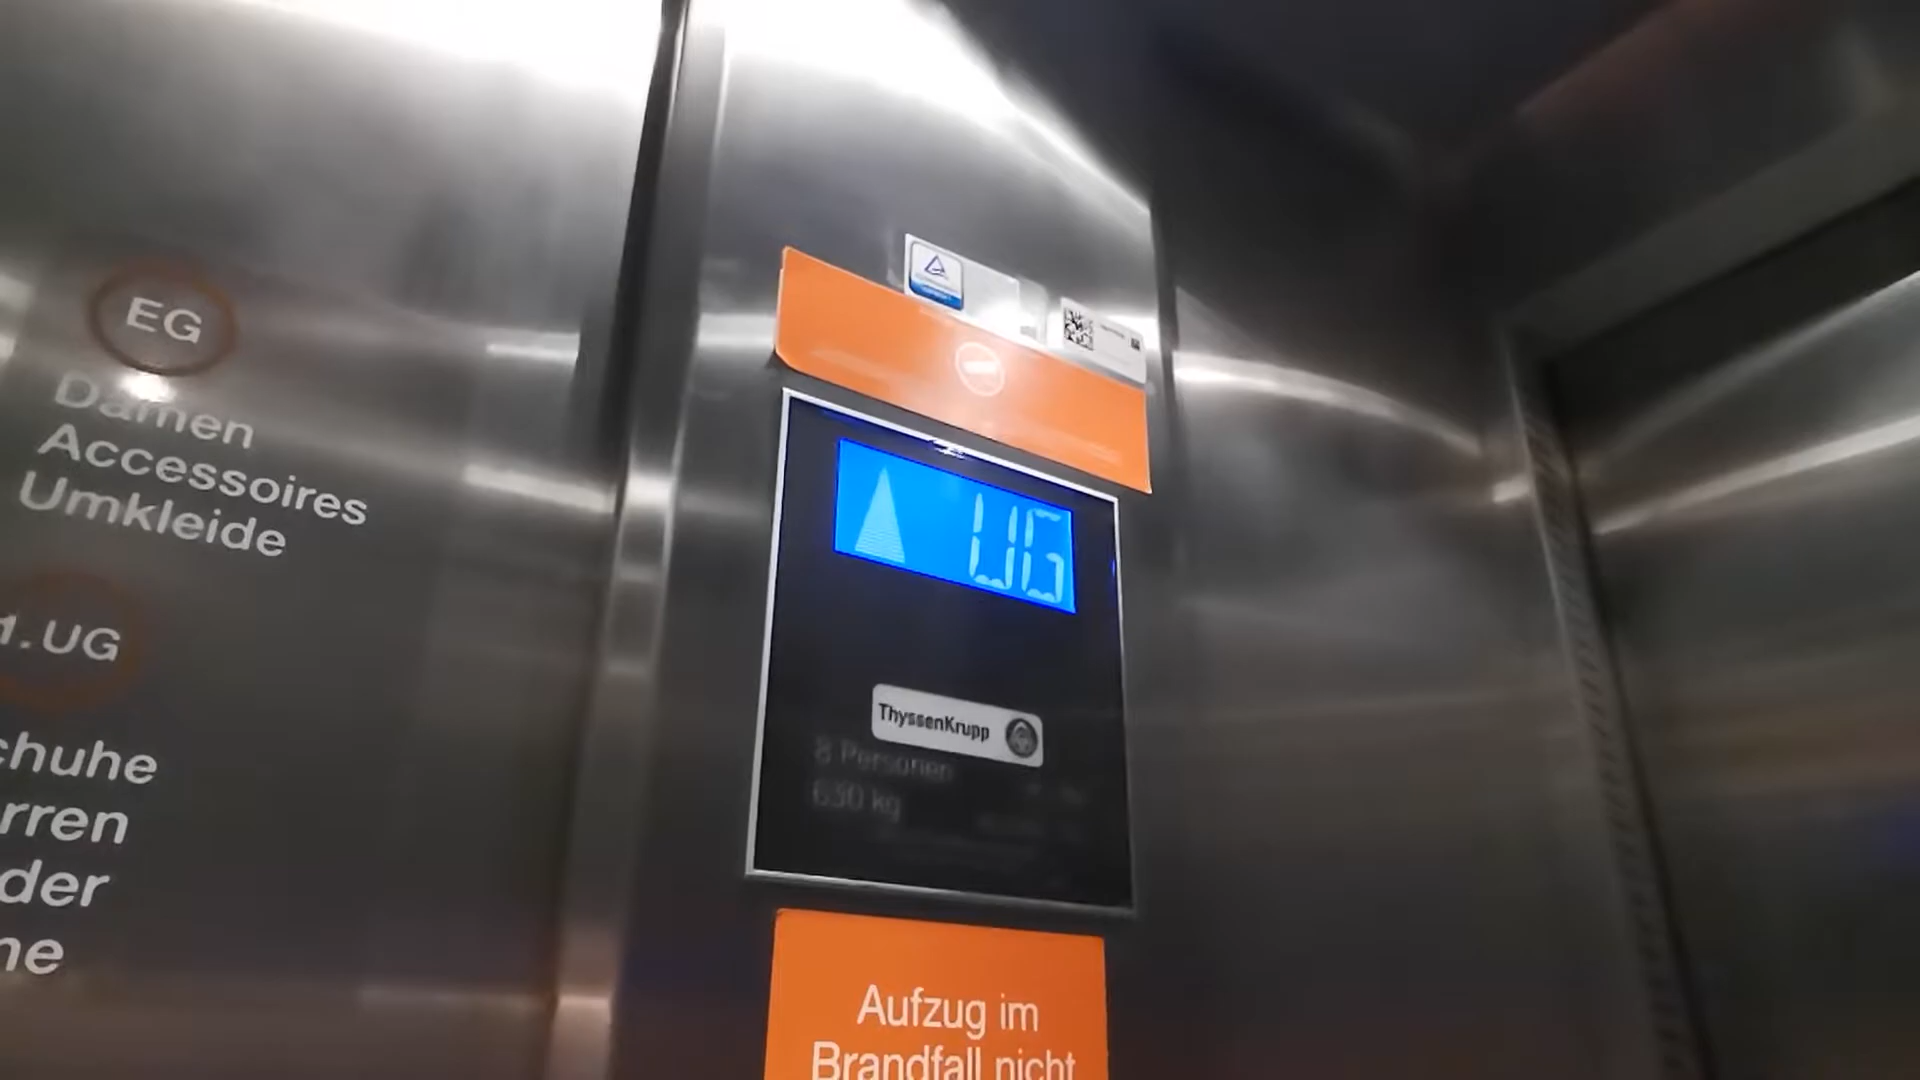 EG
Damen
Accessoires
Umkleide
1.UG
chuhe
rren
der
ne
UG
ThyssenKrupp
8 Personen
630 kg
Aufzug im
Brandfall nicht